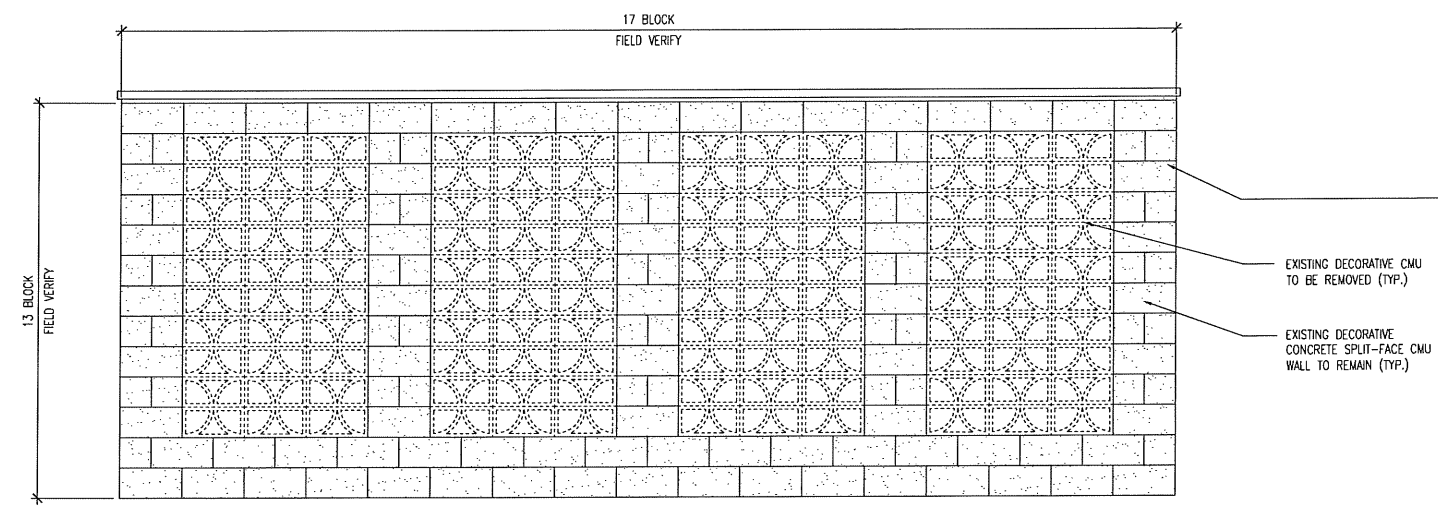 17 BLOCK
FIELD VERIFY
13 BLOCK
FIELD VERIFY
EXISTING DECORATIVE CMU
TO BE REMOVED (TYP.)
EXISTING DECORATIVE
CONCRETE SPLIT-FACE CMU
WALL TO REMAIN (TYP.)